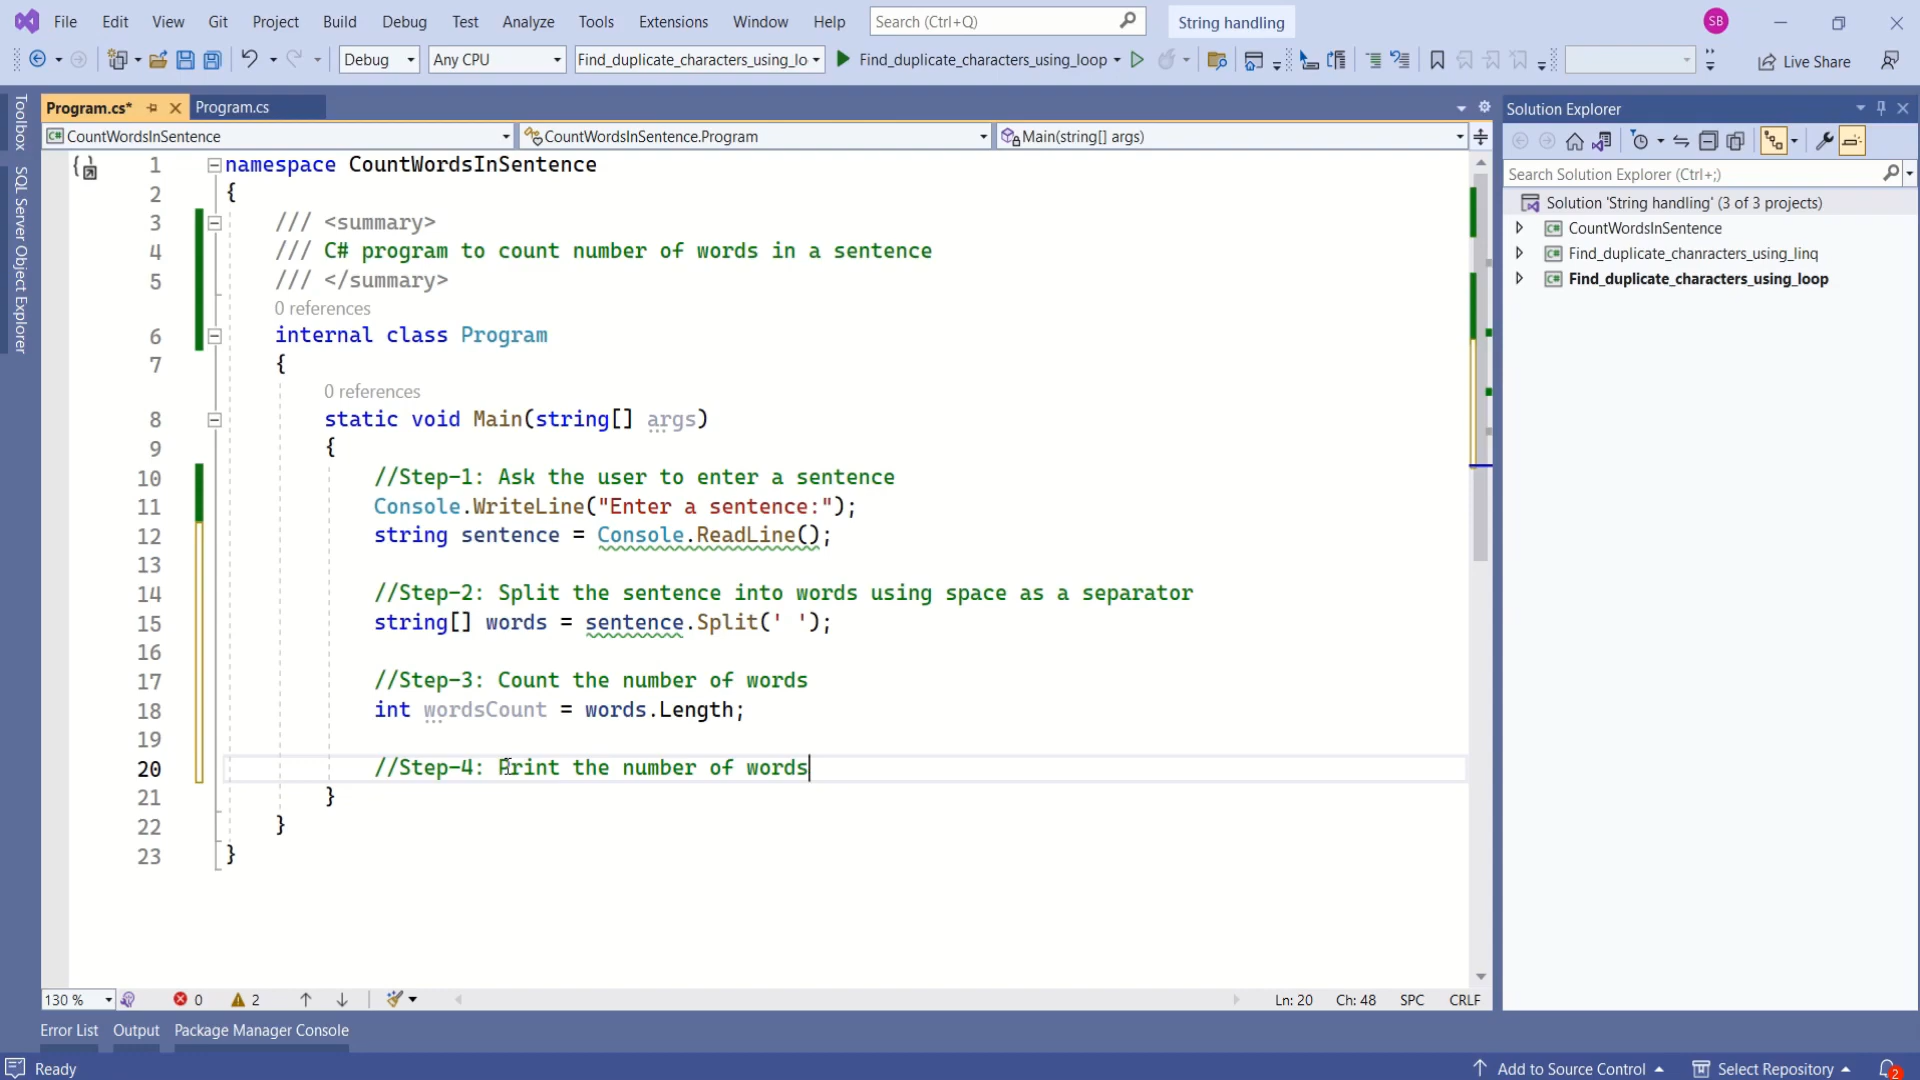 File Edit View Git Project Build Debug Test Analyze Tools Extensions Window Help Search (Ctrl+Q) String handling SB
Debug Any CPU Find_duplicate_characters_using_lo Find_duplicate_characters_using_loop Live Share
Toolbox
SQL Server Object Explorer
Program.cs* Program.cs
CountWordsInSentence CountWordsInSentence.Program Main(string[] args)
1 namespace CountWordsInSentence
2 {
3 /// <summary>
4 /// C# program to count number of words in a sentence
5 /// </summary>
0 references
6 internal class Program
7 {
0 references
8 static void Main(string[] args)
9 {
10 //Step-1: Ask the user to enter a sentence
11 Console.WriteLine("Enter a sentence:");
12 string sentence = Console.ReadLine();
13
14 //Step-2: Split the sentence into words using space as a separator
15 string[] words = sentence.Split(' ');
16
17 //Step-3: Count the number of words
18 int wordsCount = words.Length;
19
20 //Step-4: Print the number of words
21 }
22 }
23 }
130 % 0 2 Ln: 20 Ch: 48 SPC CRLF
Error List Output Package Manager Console
Solution Explorer
Search Solution Explorer (Ctrl+;)
Solution 'String handling' (3 of 3 projects)
CountWordsInSentence
Find_duplicate_chanracters_using_linq
Find_duplicate_characters_using_loop
Ready Add to Source Control Select Repository 2